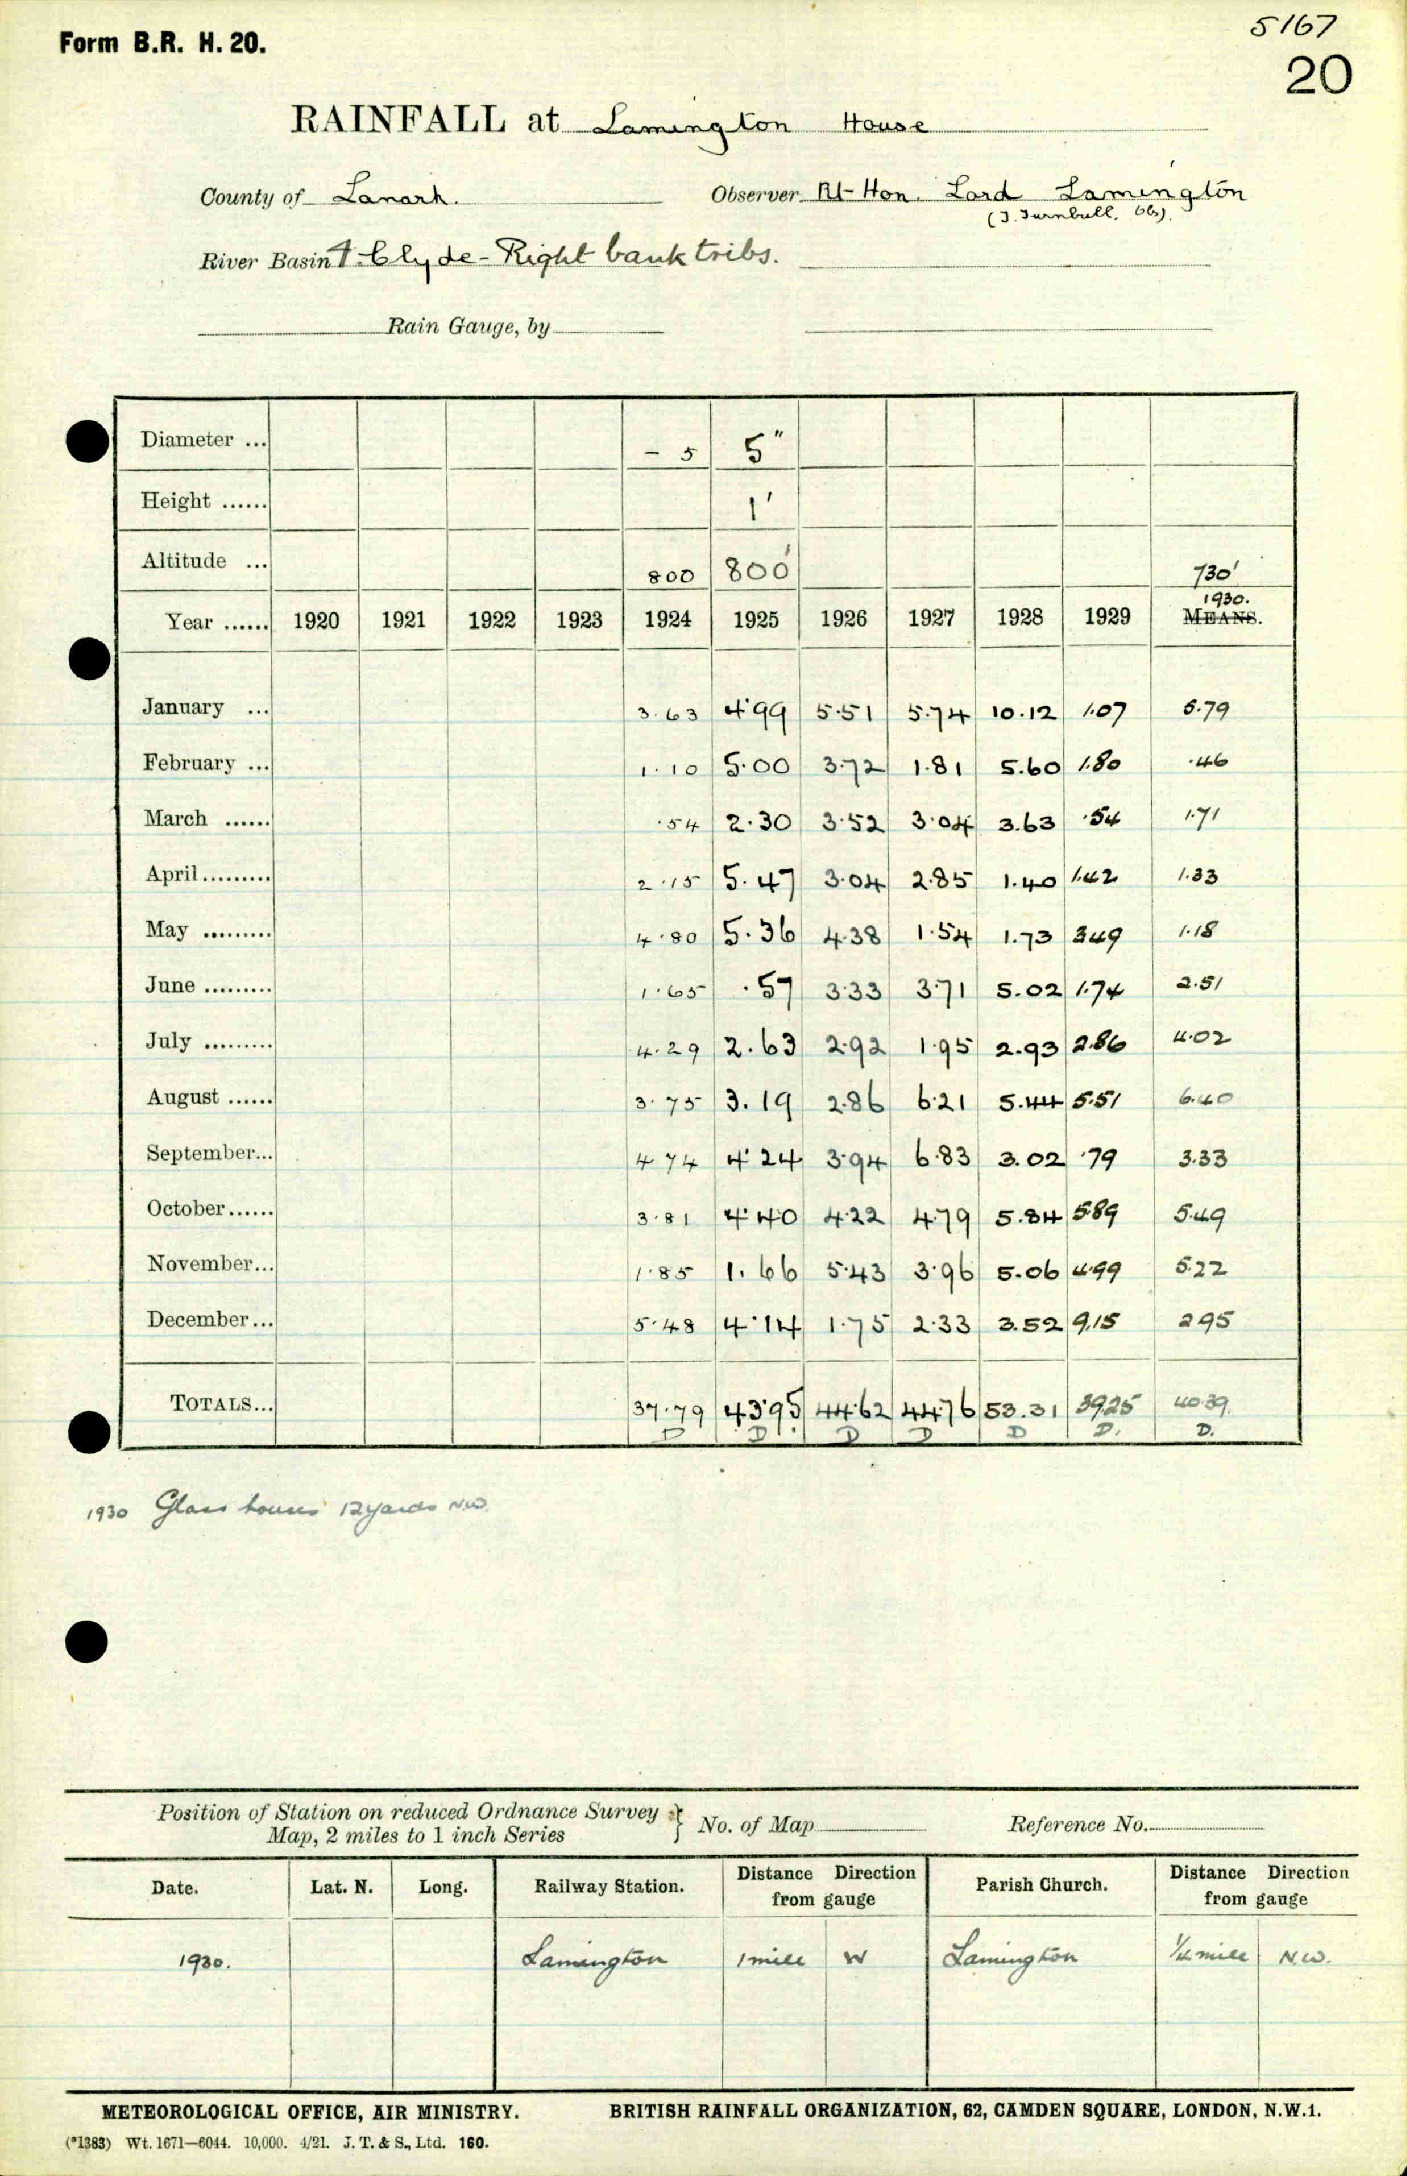 5167
Form B.R. H. 20.
20
RAINFALL at Lamington House
County of Lanark. Observer Rt Hon. Lord Lamington
(J. Turnbull, Obs).
River Basin 4 Clyde - Right bank tribs.
Rain Gauge, by
Diameter ... – 5 5"
Height ...... 1'
Altitude ... 800 800' 730'
1930.
Year ...... 1920 1921 1922 1923 1924 1925 1926 1927 1928 1929 MEANS.
January ... 3.63 4.99 5.51 5.74 10.12 1.07 5.79
February ... 1.10 5.00 3.72 1.81 5.60 1.80 .46
March ...... .54 2.30 3.52 3.04 3.63 .54 1.71
April ......... 2.15 5.47 3.04 2.85 1.40 1.42 1.33
May ......... 4.80 5.36 4.38 1.54 1.73 3.49 1.18
June ......... 1.65 .57 3.33 3.71 5.02 1.74 2.51
July ......... 4.29 2.63 2.92 1.95 2.93 2.86 4.02
August ...... 3.75 3.19 2.86 6.21 5.44 5.51 6.40
September... 4.74 4.24 3.94 6.83 3.02 .79 3.33
October...... 3.81 4.40 4.22 4.79 5.84 5.89 5.49
November... 1.85 1.66 5.43 3.96 5.06 4.99 5.22
December... 5.48 4.14 1.75 2.33 3.52 9.15 2.95
TOTALS... 37.79 43.95 44.62 44.76 53.31 39.25 40.39
D D D D D D. D.
1930 Glass houses 12 yards N.W.
Position of Station on reduced Ordnance Survey
Map, 2 miles to 1 inch Series } No. of Map Reference No.
Date. Lat. N. Long. Railway Station. Distance Direction from gauge Parish Church. Distance Direction from gauge
1930. Lamington 1 mile W Lamington 1/4 mile N.W.
METEOROLOGICAL OFFICE, AIR MINISTRY. BRITISH RAINFALL ORGANIZATION, 62, CAMDEN SQUARE, LONDON, N.W.1.
(*1383) Wt. 1671—6044. 10,000. 4/21. J. T. & S., Ltd. 160.